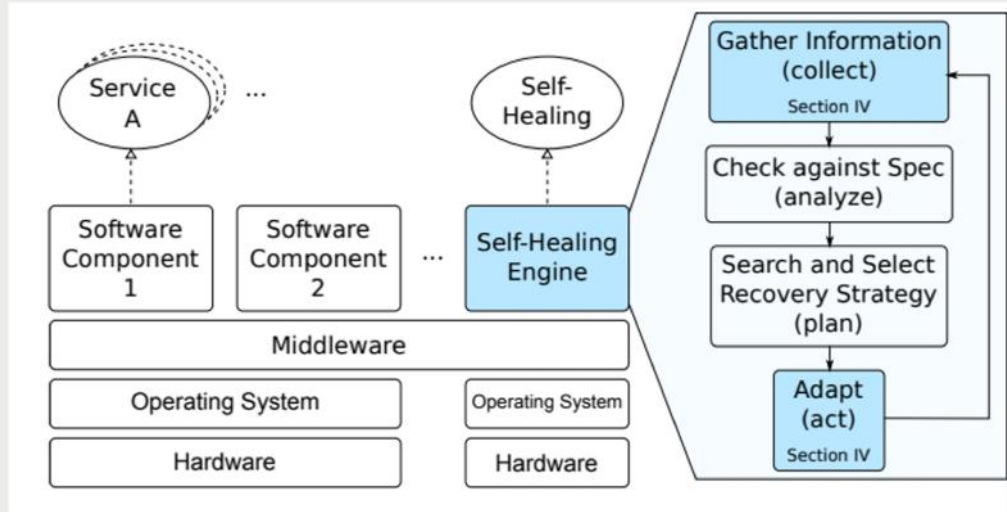 Service
A
...
Self-
Healing
Software
Component
1
Software
Component
2
...
Self-Healing
Engine
Middleware
Operating System
Operating System
Hardware
Hardware
Gather Information
(collect)
Section IV
Check against Spec
(analyze)
Search and Select
Recovery Strategy
(plan)
Adapt
(act)
Section IV